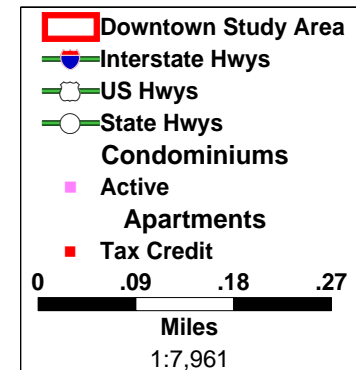 Downtown Study Area
Interstate Hwys
US Hwys
State Hwys
Condominiums
Active
Apartments
Tax Credit
0 .09 .18 .27
Miles
1:7,961